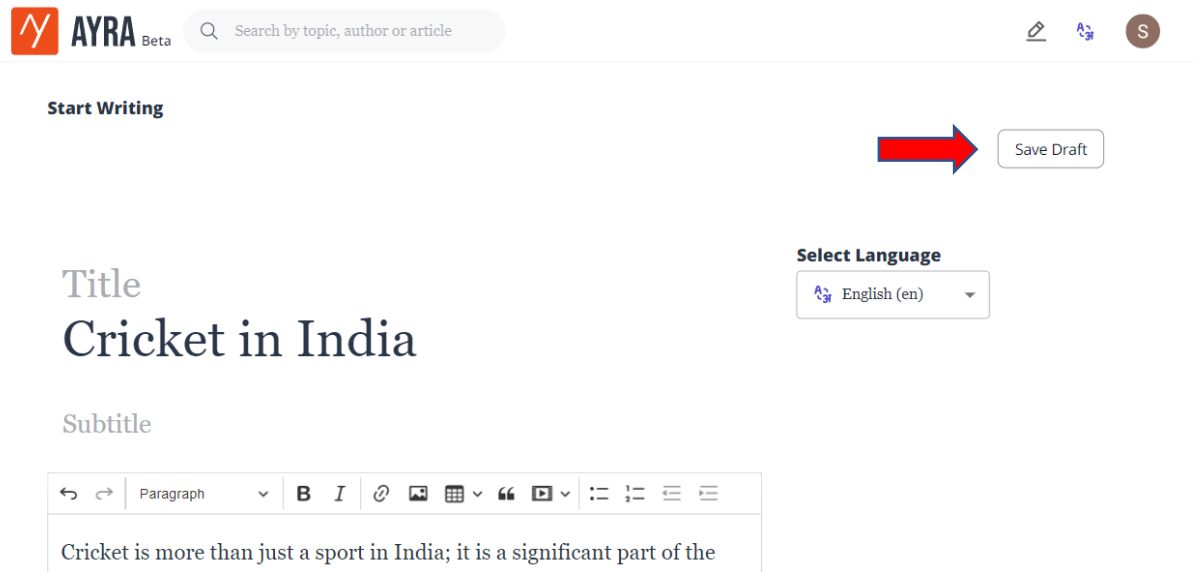 AYRA Beta
Search by topic, author or article
S
Start Writing
Save Draft
Select Language
English (en)
Title
Cricket in India
Subtitle
Paragraph
Cricket is more than just a sport in India; it is a significant part of the